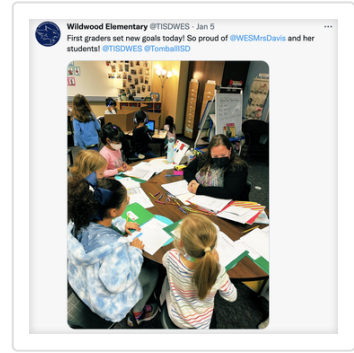 Wildwood Elementary @TISDWES · Jan 5
First graders set new goals today! So proud of @WESMrsDavis and her
students! @TISDWES @TomballISD